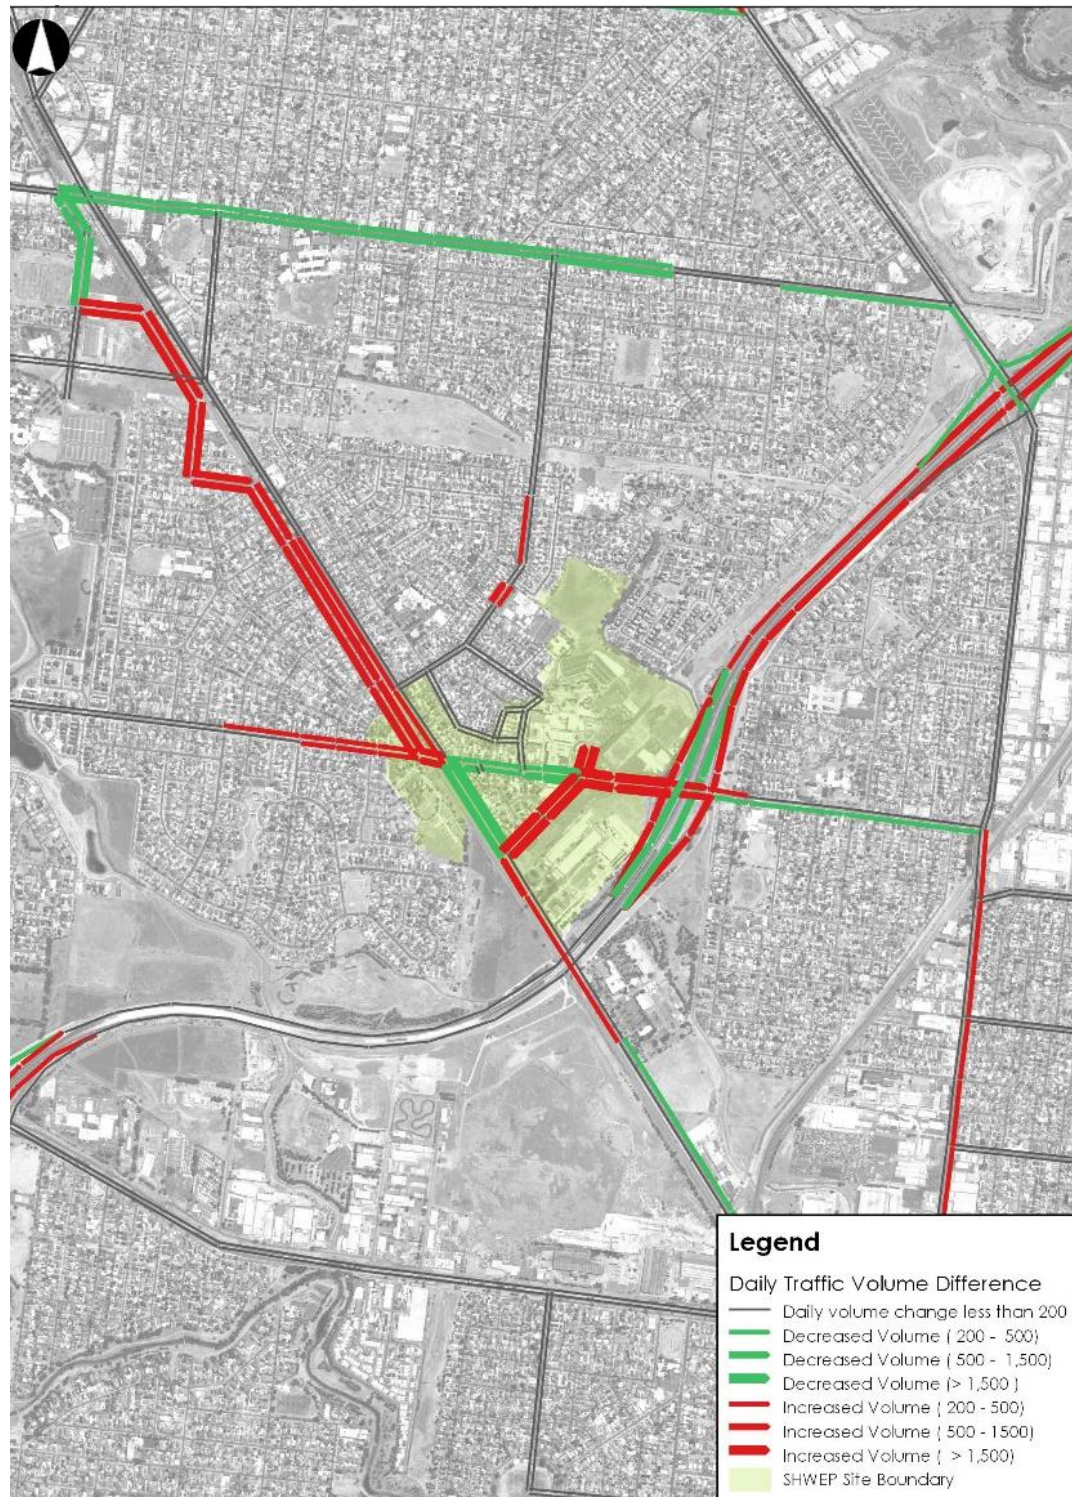 Legend
Daily Traffic Volume Difference
Daily volume change less than 200
Decreased Volume ( 200 - 500)
Decreased Volume ( 500 - 1,500)
Decreased Volume (> 1,500 )
Increased Volume ( 200 - 500)
Increased Volume ( 500 - 1500)
Increased Volume ( > 1,500)
SHWEP Site Boundary